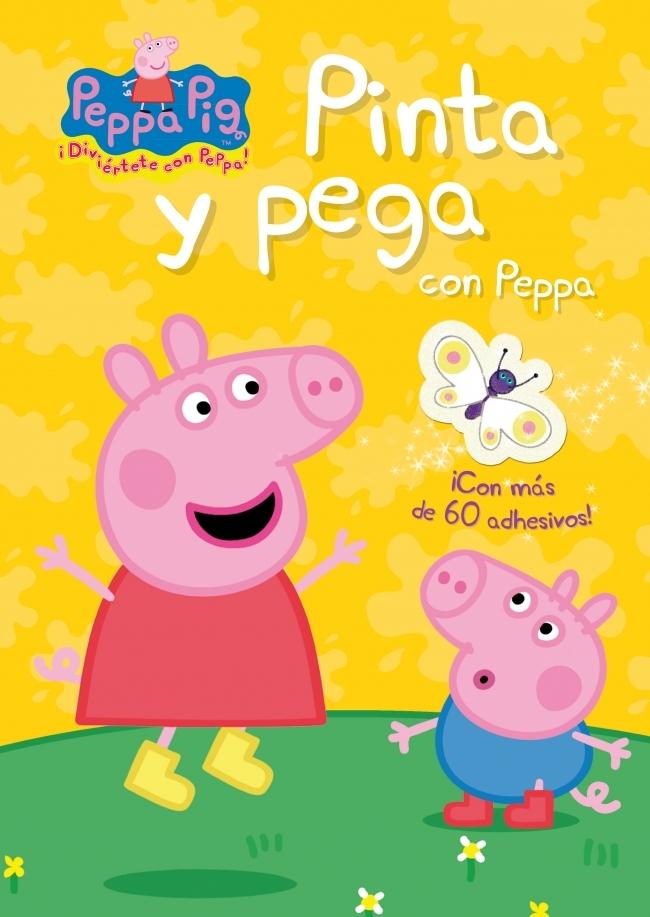 Peppa Pig
TM
¡Diviértete con Peppa!
Pinta
y pega
con Peppa
¡Con más
de 60 adhesivos!